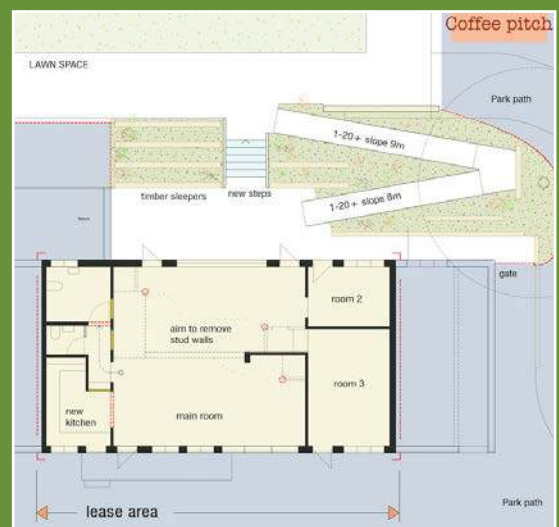 Coffee pitch
LAWN SPACE
Park path
1-20+ slope 9m
1-20+ slope 8m
timber sleepers
new steps
gate
room 2
aim to remove
stud walls
room 3
new
kitchen
main room
Park path
lease area